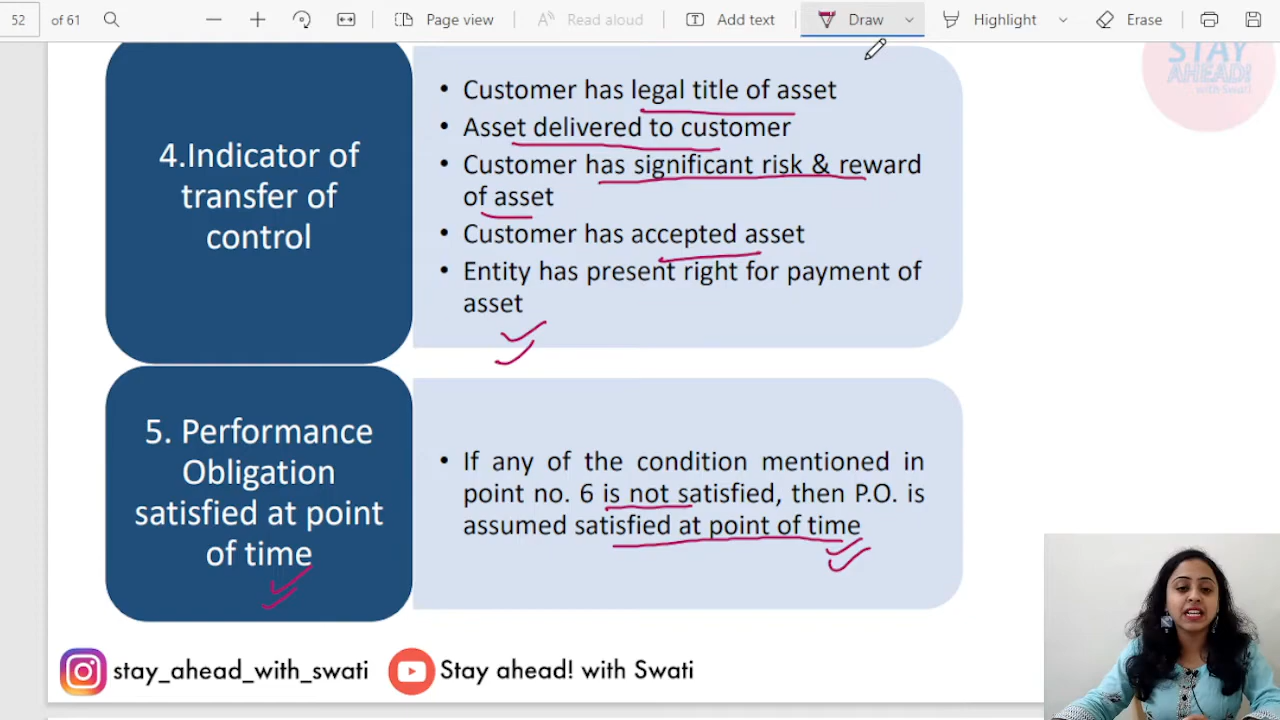 52 of 61 Page view Read aloud Add text Draw Highlight Erase
STAY
AHEAD!
with Swati
4.Indicator of
transfer of
control
• Customer has legal title of asset
• Asset delivered to customer
• Customer has significant risk & reward
of asset
• Customer has accepted asset
• Entity has present right for payment of
asset
5. Performance
Obligation
satisfied at point
of time
• If any of the condition mentioned in
point no. 6 is not satisfied, then P.O. is
assumed satisfied at point of time
stay_ahead_with_swati Stay ahead! with Swati